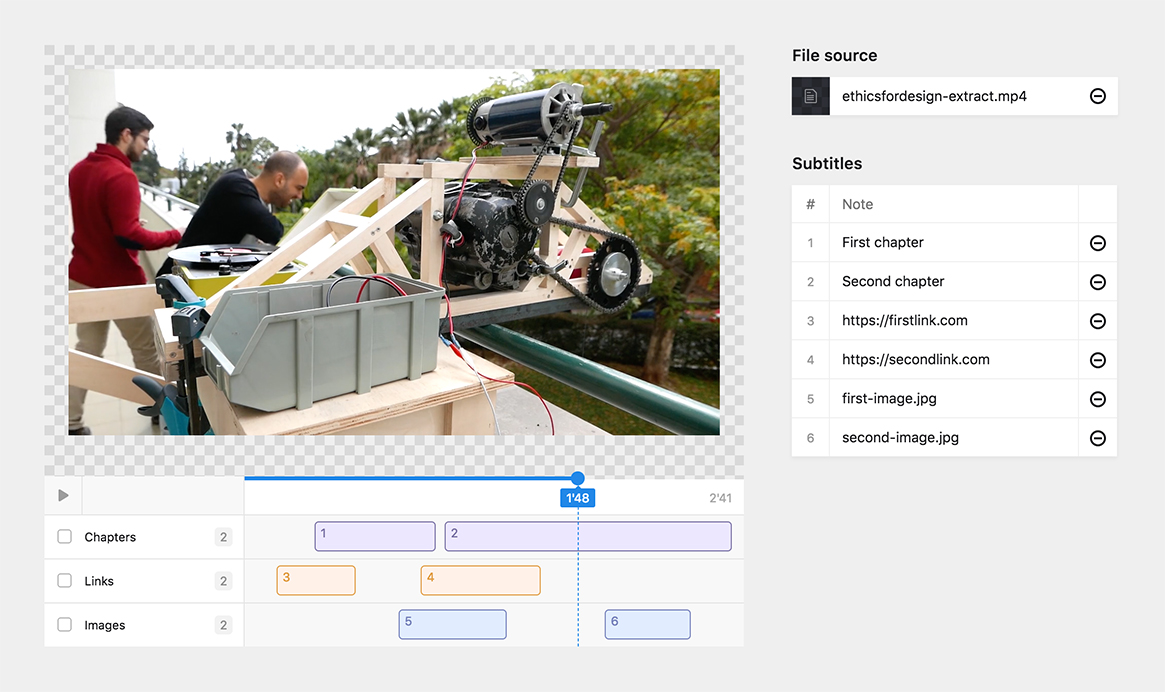 File source
ethicsfordesign-extract.mp4
Subtitles
# Note
1 First chapter
2 Second chapter
3 https://firstlink.com
4 https://secondlink.com
5 first-image.jpg
6 second-image.jpg
1'48 2'41
Chapters 2 1 2
Links 2 3 4
Images 2 5 6